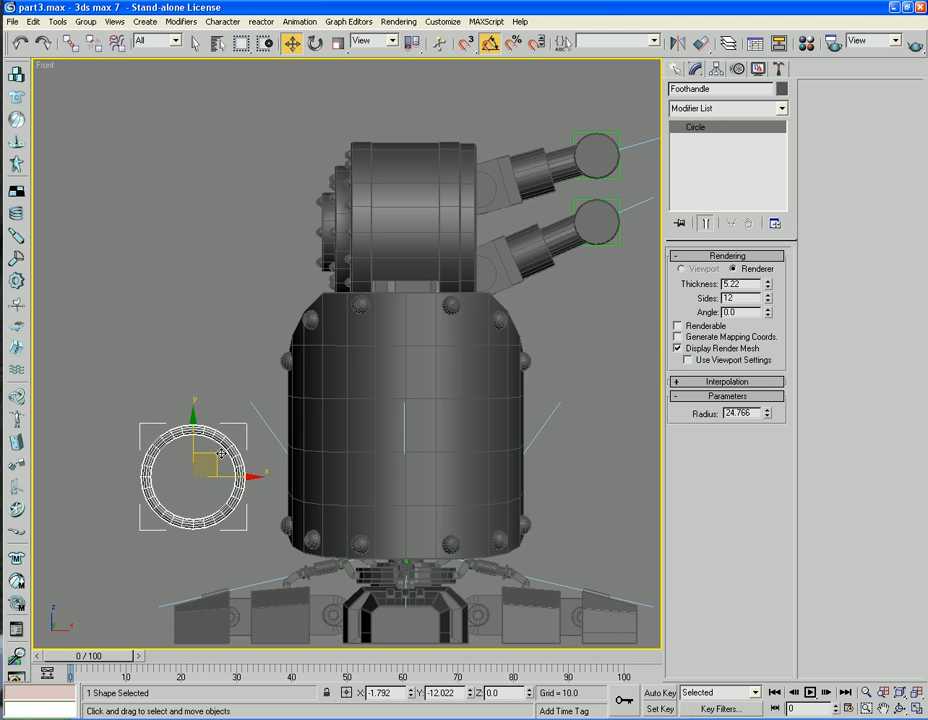 part3.max - 3ds max 7 - Stand-alone License
File Edit Tools Group Views Create Modifiers Character reactor Animation Graph Editors Rendering Customize MAXScript Help
All View 3 % ABC View
Front
Foothandle
Modifier List
Circle
- Rendering
Viewport Renderer
Thickness: 5.22
Sides: 12
Angle: 0.0
Renderable
Generate Mapping Coords.
Display Render Mesh
Use Viewport Settings
+ Interpolation
- Parameters
Radius: 24.766
y
x
z
x
< 0 / 100 >
0 10 20 30 40 50 60 70 80 90 100
1 Shape Selected X: -1.792 Y: -12.022 Z: 0.0 Grid = 10.0 Auto Key Selected
Click and drag to select and move objects Add Time Tag Set Key Key Filters... 0